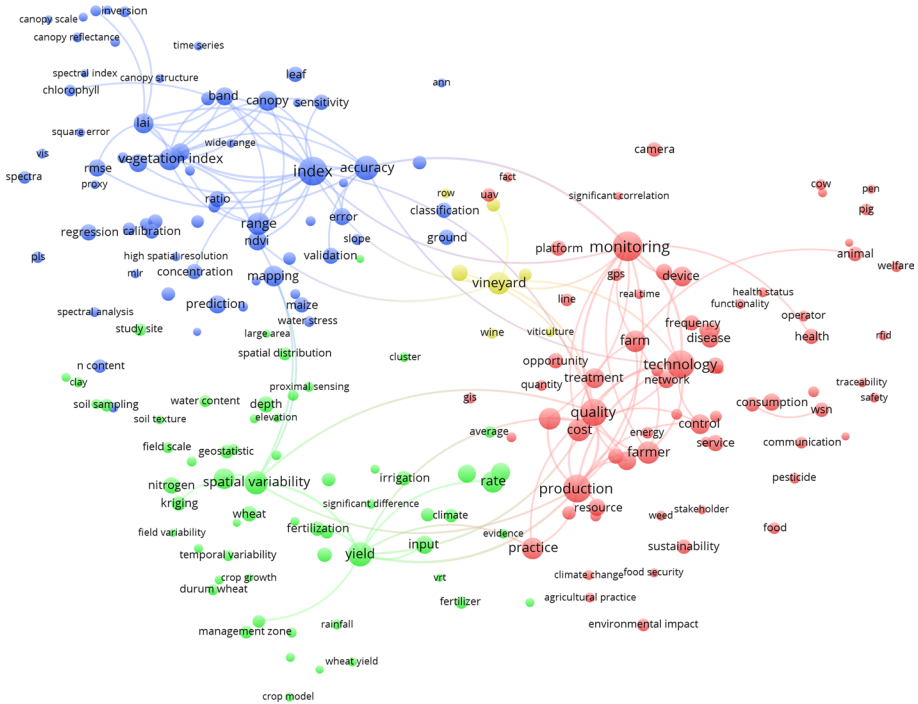 inversion
canopy scale
canopy reflectance
time series
spectral index
canopy structure
leaf
ann
chlorophyll
band
canopy
sensitivity
lai
square error
wide range
camera
vis
vegetation index
rmse
index
accuracy
spectra
proxy
fact
row
uav
significant correlation
cow
pen
ratio
pig
error
classification
range
regression
calibration
ndvi
slope
ground
platform
monitoring
pls
high spatial resolution
validation
animal
mlr
concentration
mapping
vineyard
gps
device
welfare
real time
health status
line
functionality
prediction
maize
spectral analysis
water stress
operator
study site
large area
wine
viticulture
frequency
disease
health
rfid
farm
spatial distribution
cluster
opportunity
n content
technology
clay
proximal sensing
quantity
treatment
network
traceability
soil sampling
water content
depth
gis
safety
soil texture
elevation
quality
consumption
wsn
average
cost
energy
control
field scale
geostatistic
farmer
service
communication
nitrogen
spatial variability
irrigation
rate
production
pesticide
kriging
significant difference
resource
wheat
climate
weed
stakeholder
field variability
fertilization
evidence
food
temporal variability
yield
input
practice
sustainability
crop growth
vrt
climate change
food security
durum wheat
fertilizer
agricultural practice
rainfall
management zone
environmental impact
wheat yield
crop model